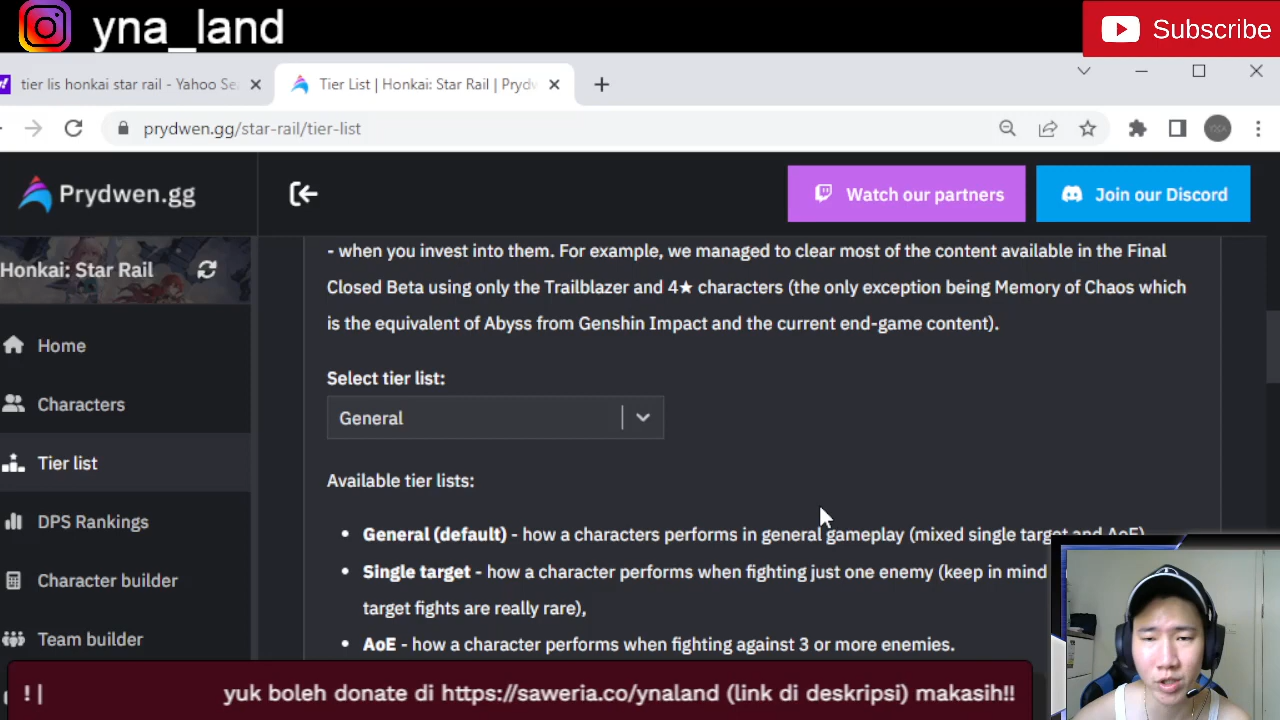 yna_land
Subscribe
tier lis honkai star rail - Yahoo Se
Tier List | Honkai: Star Rail | Prydw
prydwen.gg/star-rail/tier-list
Prydwen.gg
Watch our partners
Join our Discord
Honkai: Star Rail
Home
Characters
Tier list
DPS Rankings
Character builder
Team builder
- when you invest into them. For example, we managed to clear most of the content available in the Final
Closed Beta using only the Trailblazer and 4★ characters (the only exception being Memory of Chaos which
is the equivalent of Abyss from Genshin Impact and the current end-game content).
Select tier list:
General
Available tier lists:
• General (default) - how a characters performs in general gameplay (mixed single target and AoE)
• Single target - how a character performs when fighting just one enemy (keep in mind
target fights are really rare),
• AoE - how a character performs when fighting against 3 or more enemies.
! | yuk boleh donate di https://saweria.co/ynaland (link di deskripsi) makasih!!